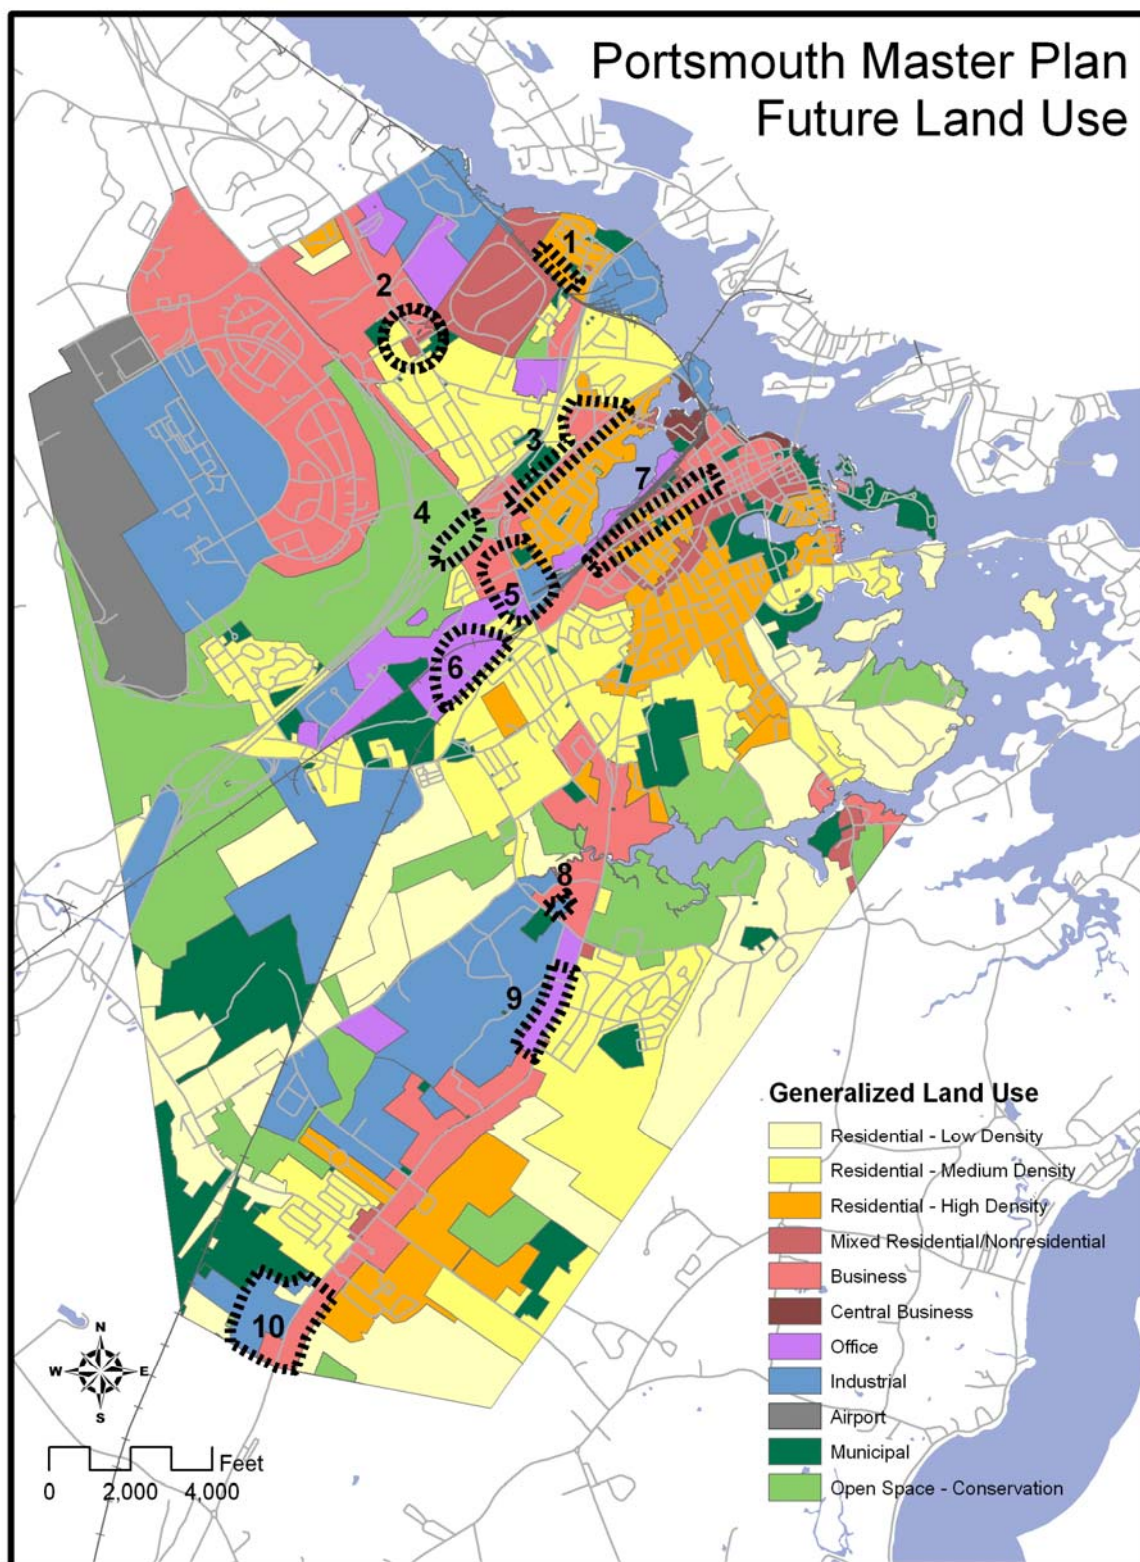 Portsmouth Master Plan
Future Land Use
1
2
3
4
5
6
7
8
9
10
Generalized Land Use
Residential - Low Density
Residential - Medium Density
Residential - High Density
Mixed Residential/Nonresidential
Business
Central Business
Office
Industrial
Airport
Municipal
Open Space - Conservation
N
W E
S
Feet
0 2,000 4,000